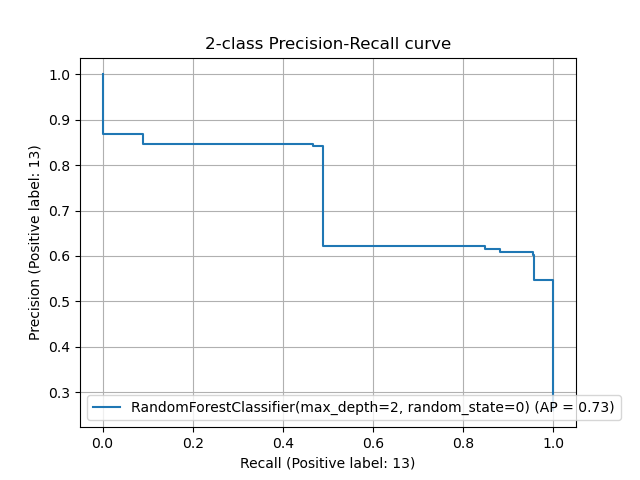 2-class Precision-Recall curve
1.0
0.9
0.8
0.7
0.6
0.5
0.4
0.3
Precision (Positive label: 13)
RandomForestClassifier(max_depth=2, random_state=0) (AP = 0.73)
0.0 0.2 0.4 0.6 0.8 1.0
Recall (Positive label: 13)